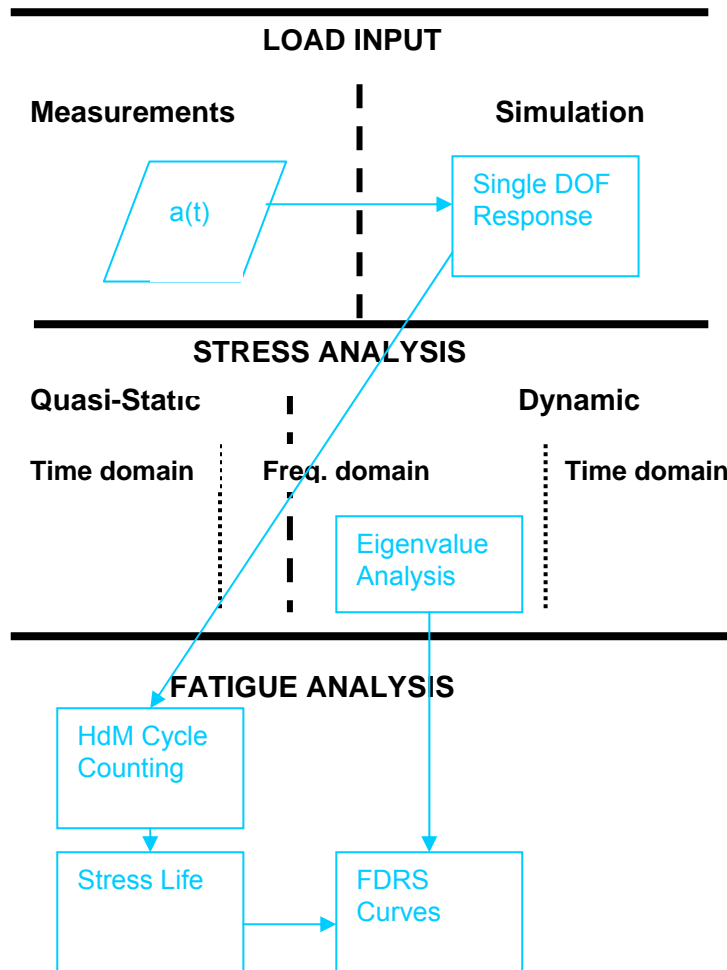 LOAD INPUT
Measurements
Simulation
a(t)
Single DOF
Response
STRESS ANALYSIS
Quasi-Static
Dynamic
Time domain
Freq. domain
Time domain
Eigenvalue
Analysis
FATIGUE ANALYSIS
HdM Cycle
Counting
Stress Life
FDRS
Curves